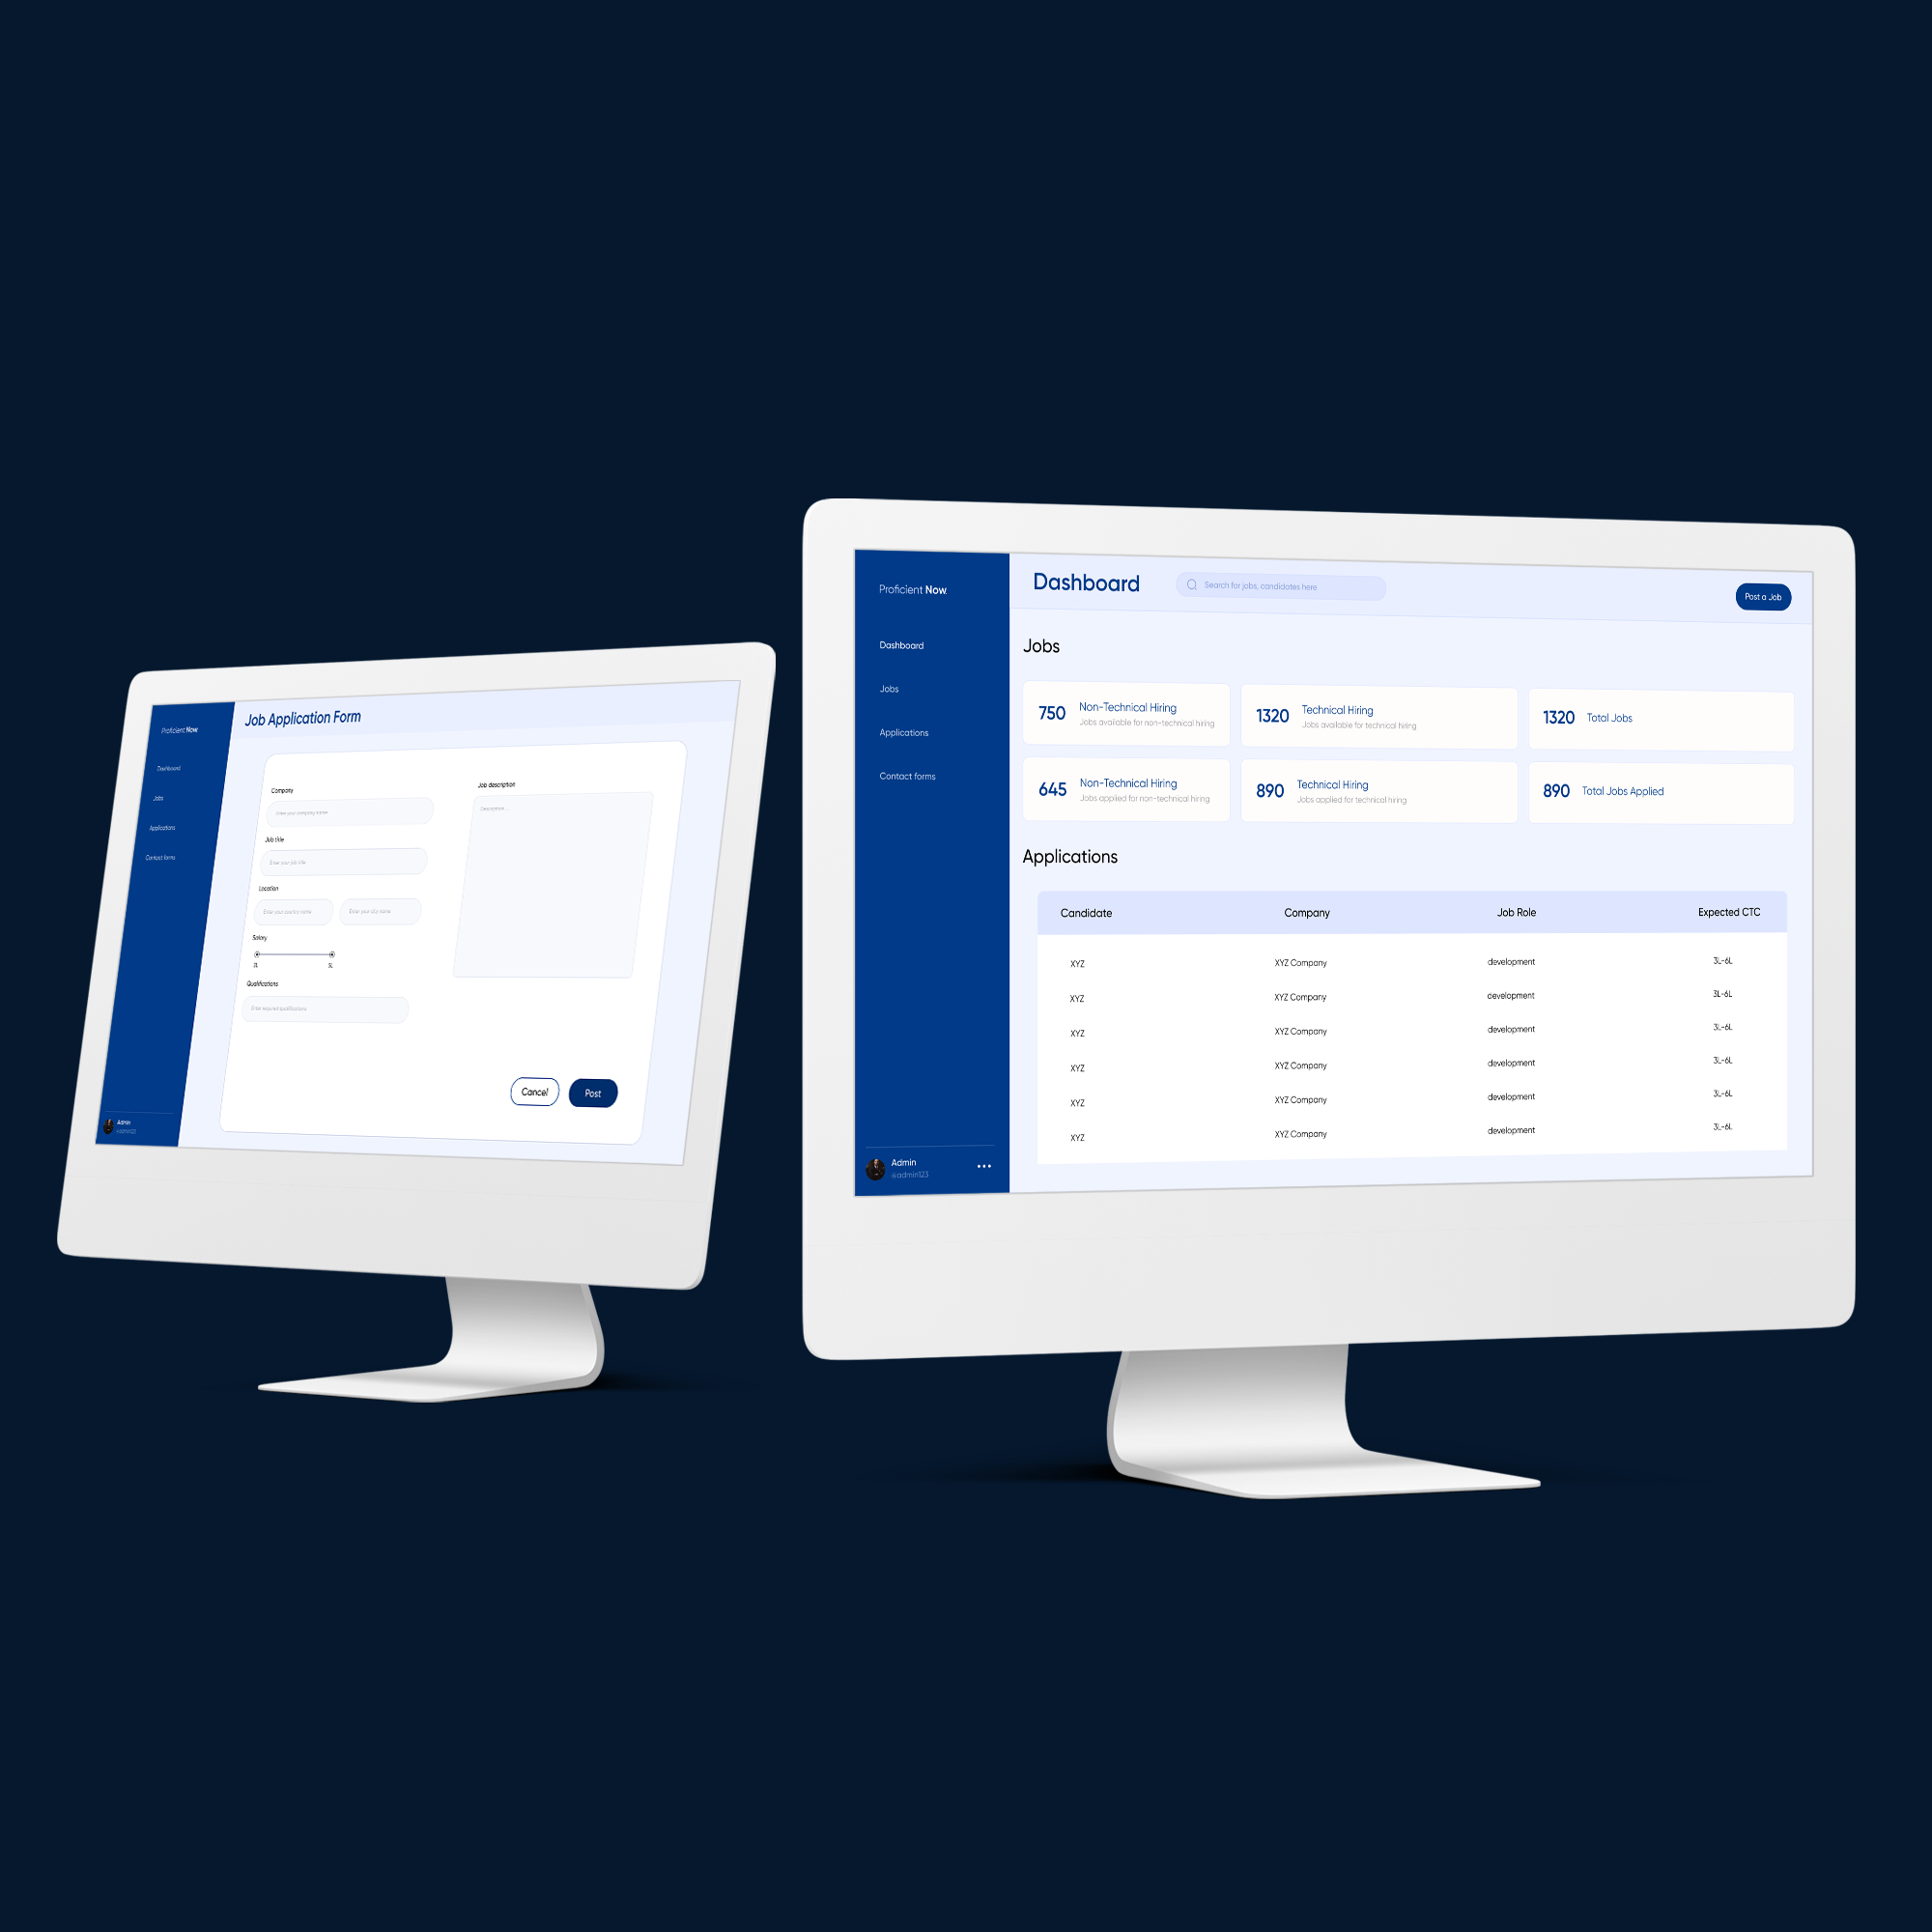 Proficient Now.
Dashboard
Jobs
Applications
Contact forms
Admin
@admin123
Job Application Form
Company
Enter your company name
Job title
Enter your job title
Location
Enter your country name
Enter your city name
Salary
5L
Qualifications
Enter required qualifications
Job description
Description...
Cancel
Post
Proficient Now.
Dashboard
Jobs
Applications
Contact forms
Admin
@admin123
Dashboard
Search for jobs, candidates here
Post a Job
Jobs
750 Non-Technical Hiring
Jobs available for non-technical hiring
1320 Technical Hiring
Jobs available for technical hiring
1320 Total Jobs
645 Non-Technical Hiring
Jobs applied for non-technical hiring
890 Technical Hiring
Jobs applied for technical hiring
890 Total Jobs Applied
Applications
Candidate Company Job Role Expected CTC
XYZ XYZ Company development 3L-6L
XYZ XYZ Company development 3L-6L
XYZ XYZ Company development 3L-6L
XYZ XYZ Company development 3L-6L
XYZ XYZ Company development 3L-6L
XYZ XYZ Company development 3L-6L